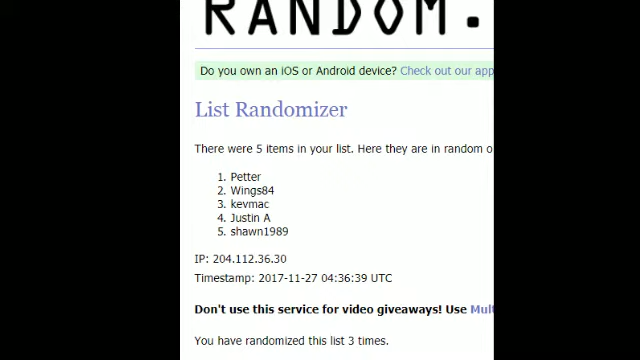 RANDOM.
Do you own an iOS or Android device? Check out our app
List Randomizer
There were 5 items in your list. Here they are in random o
1. Petter
2. Wings84
3. kevmac
4. Justin A
5. shawn1989
IP: 204.112.36.30
Timestamp: 2017-11-27 04:36:39 UTC
Don't use this service for video giveaways! Use Mult
You have randomized this list 3 times.